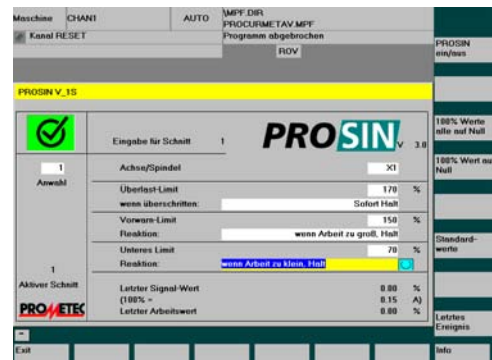 Maschine CHAN1 AUTO \MPF.DIR
PROCURMETAV.MPF
Kanal RESET Programm abgebrochen
ROV
PROSIN
ein/aus
PROSIN V_1S
100% Werte
alle auf Null
Eingabe für Schnitt 1 PROSIN V 3.0
100% Wert auf
Null
1 Achse/Spindel X1
Anwahl
Überlast-Limit 170 %
wenn überschritten: Sofort Halt
Vorwarn-Limit 150 %
Reaktion: wenn Arbeit zu groß, Halt
Standard-
werte
Unteres Limit 70 %
Reaktion: wenn Arbeit zu klein, Halt
1
Aktiver Schnitt
Letzter Signal-Wert 0.00 %
(100% = 0.15 A)
Letzter Arbeitswert 0.00 %
PROMETEC
Letztes
Ereignis
Exit Info